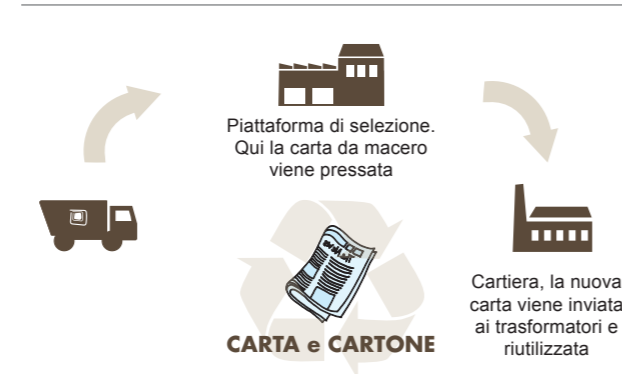 Piattaforma di selezione.
Qui la carta da macero
viene pressata
Cartiera, la nuova
carta viene inviata
ai trasformatori e
riutilizzata
CARTA e CARTONE